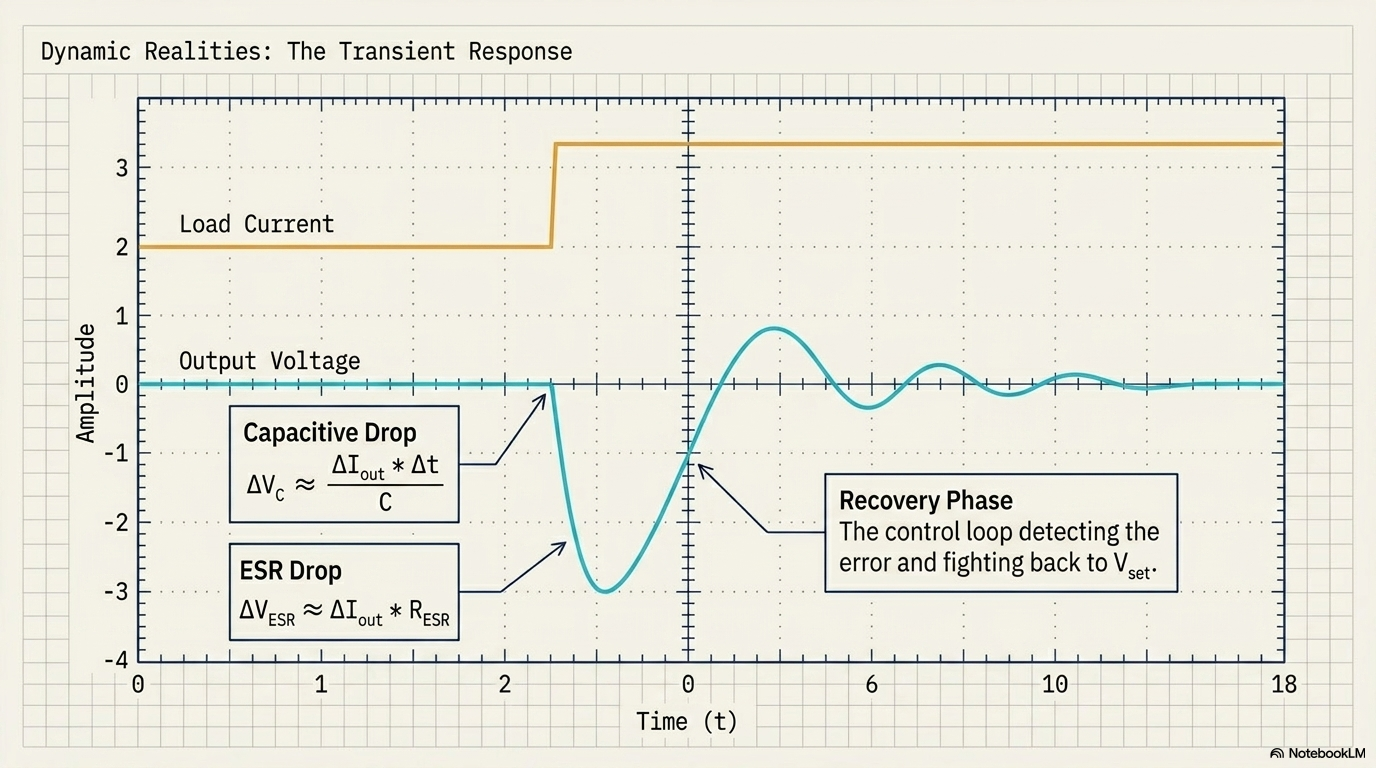 Dynamic Realities: The Transient Response
3
Load Current
2
1
Output Voltage
0
Amplitude
Capacitive Drop
ΔV_C ≈ ΔI_out * Δt / C
-1
-2
Recovery Phase
The control loop detecting the
error and fighting back to V_set.
ESR Drop
ΔV_ESR ≈ ΔI_out * R_ESR
-3
-4
0 1 2 0 6 10 18
Time (t)
NotebookLM